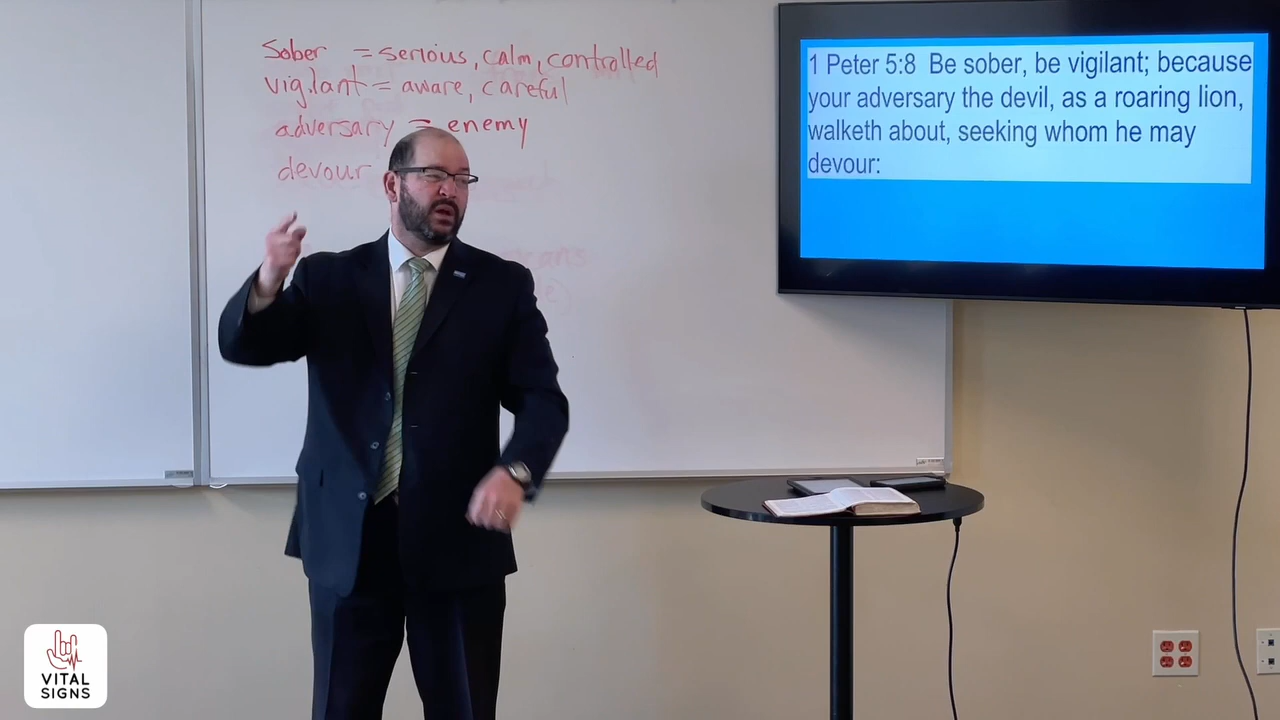 Sober = serious, calm, controlled
vigilant = aware, careful
adversary = enemy
devour
1 Peter 5:8 Be sober, be vigilant; because
your adversary the devil, as a roaring lion,
walketh about, seeking whom he may
devour:
VITAL
SIGNS